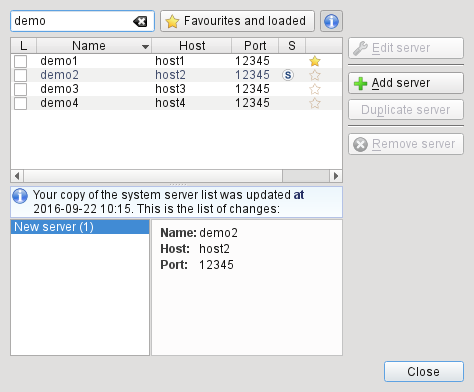 demo Favourites and loaded
L Name Host Port S
demo1 host1 12345
demo2 host2 12345 S
demo3 host3 12345
demo4 host4 12345
Edit server
Add server
Duplicate server
Remove server
Your copy of the system server list was updated at
2016-09-22 10:15. This is the list of changes:
New server (1)
Name: demo2
Host: host2
Port: 12345
Close